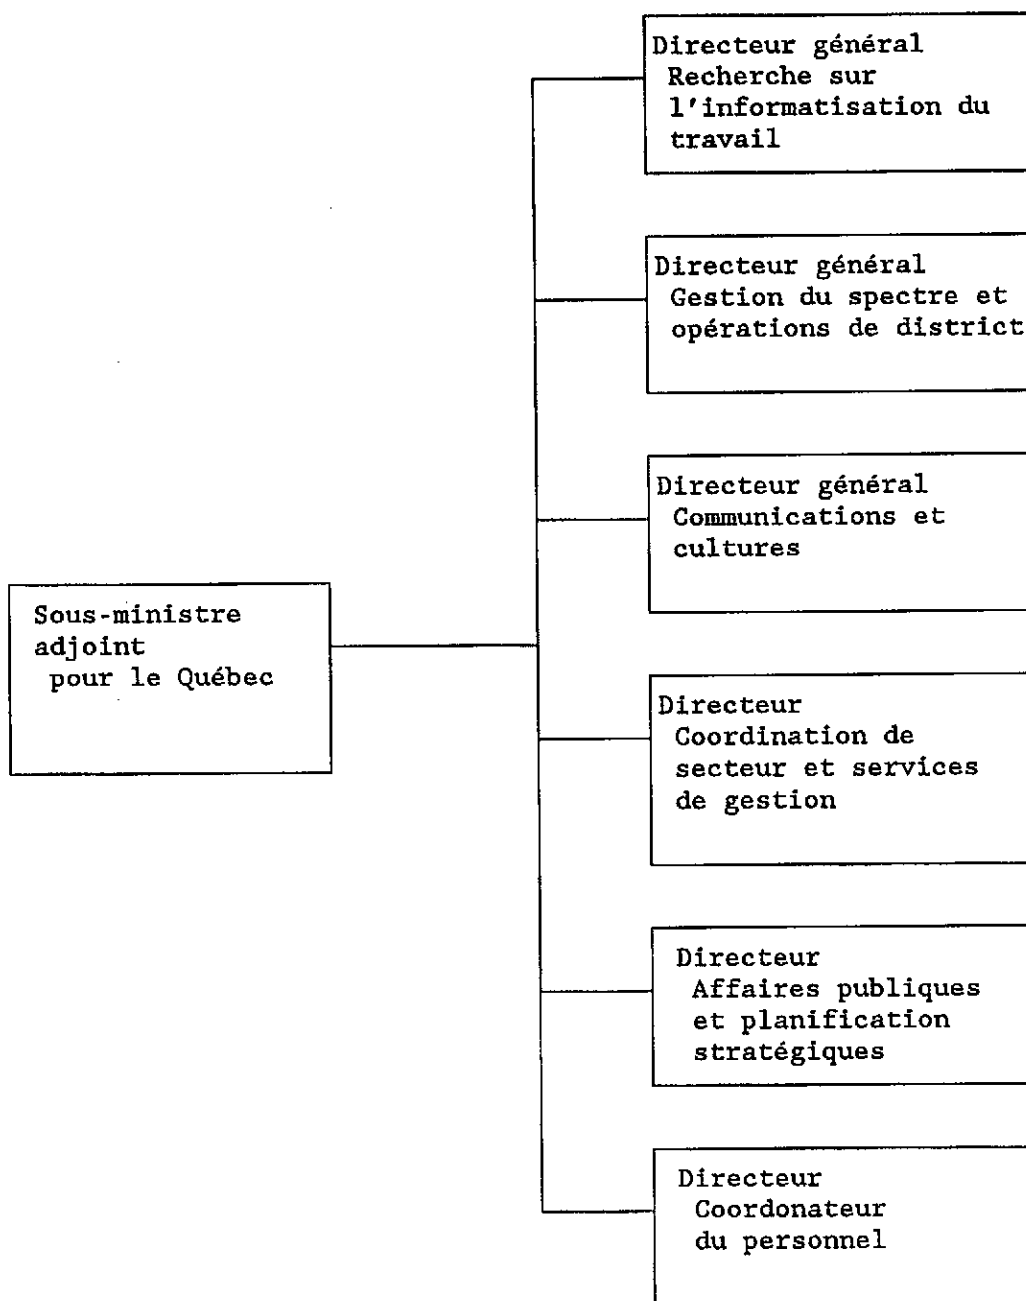 Directeur général
Recherche sur
l'informatisation du
travail
Directeur général
Gestion du spectre et
opérations de district
Directeur général
Communications et
cultures
Sous-ministre
adjoint
pour le Québec
Directeur
Coordination de
secteur et services
de gestion
Directeur
Affaires publiques
et planification
stratégiques
Directeur
Coordonateur
du personnel